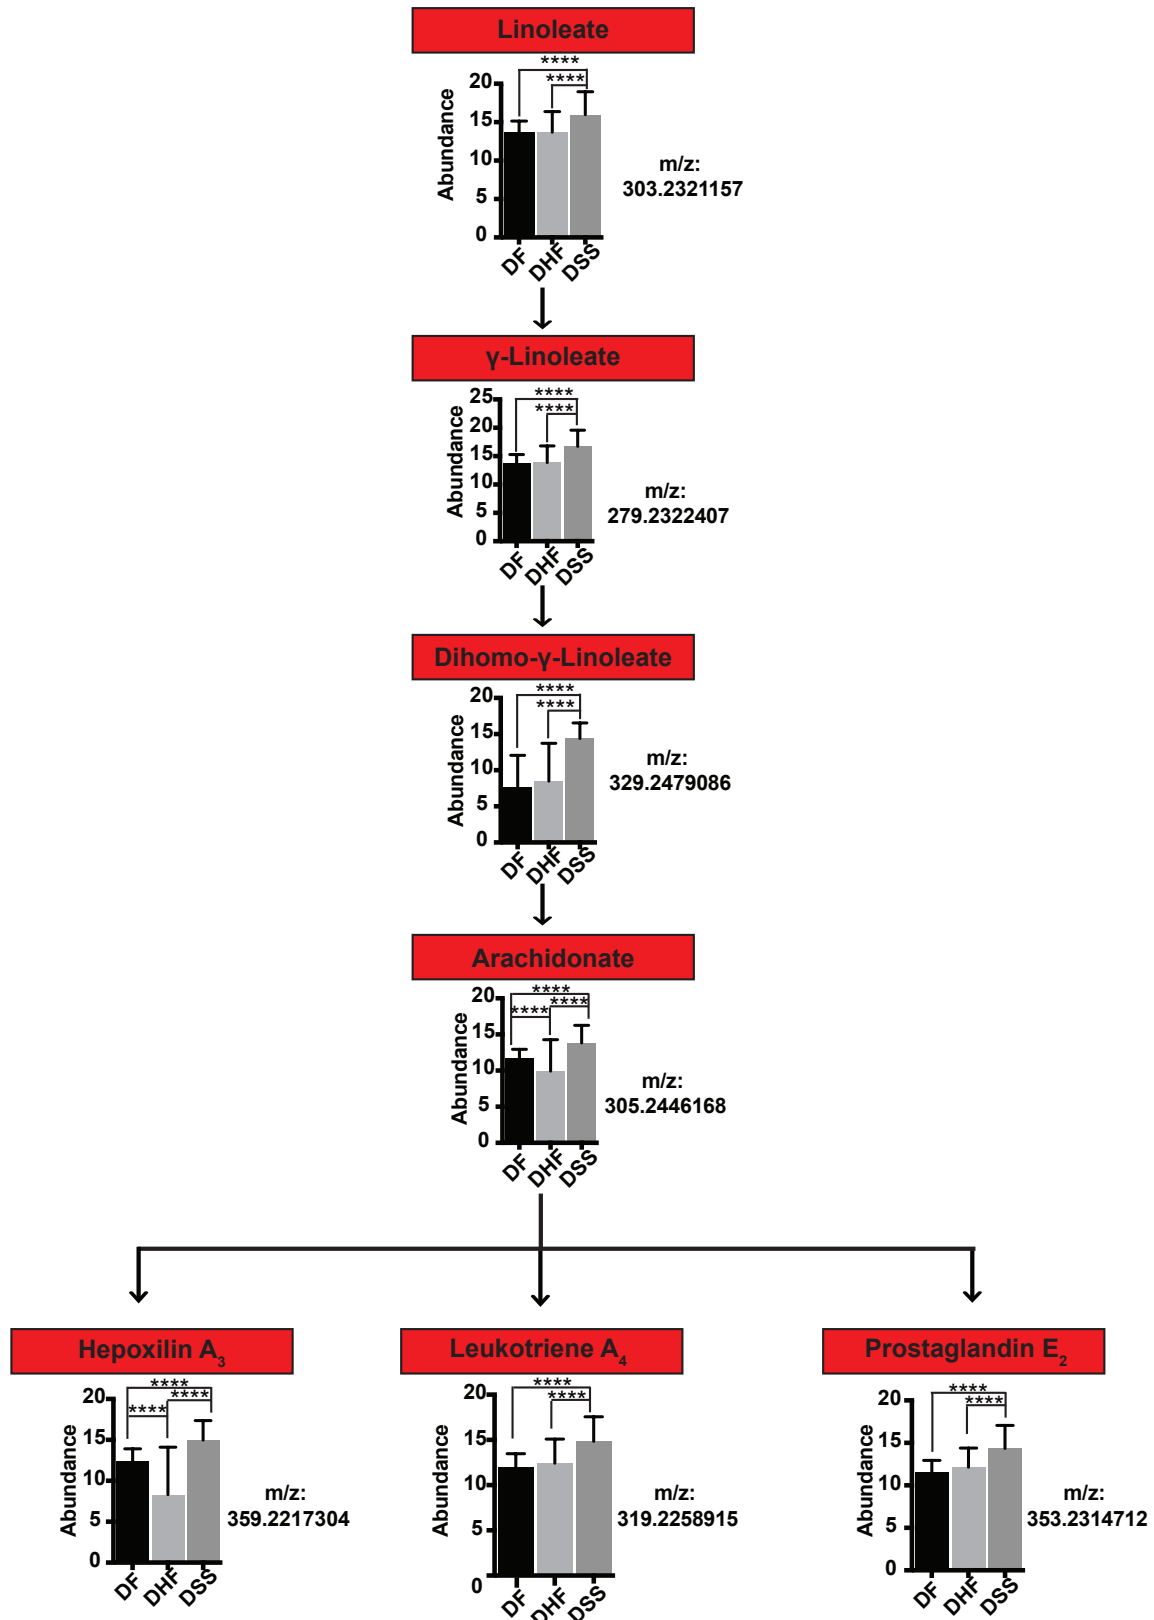 Linoleate
****
****
20
15
10
5
0
Abundance
DF
DHF
DSS
m/z:
303.2321157
γ-Linoleate
****
****
25
20
15
10
5
0
Abundance
DF
DHF
DSS
m/z:
279.2322407
Dihomo-γ-Linoleate
****
****
20
15
10
5
0
Abundance
DF
DHF
DSS
m/z:
329.2479086
Arachidonate
****
****
****
20
15
10
5
0
Abundance
DF
DHF
DSS
m/z:
305.2446168
Hepoxilin A3
****
****
****
20
15
10
5
0
Abundance
DF
DHF
DSS
m/z:
359.2217304
Leukotriene A4
****
****
20
15
10
5
0
Abundance
DF
DHF
DSS
m/z:
319.2258915
Prostaglandin E2
****
****
20
15
10
5
0
Abundance
DF
DHF
DSS
m/z:
353.2314712